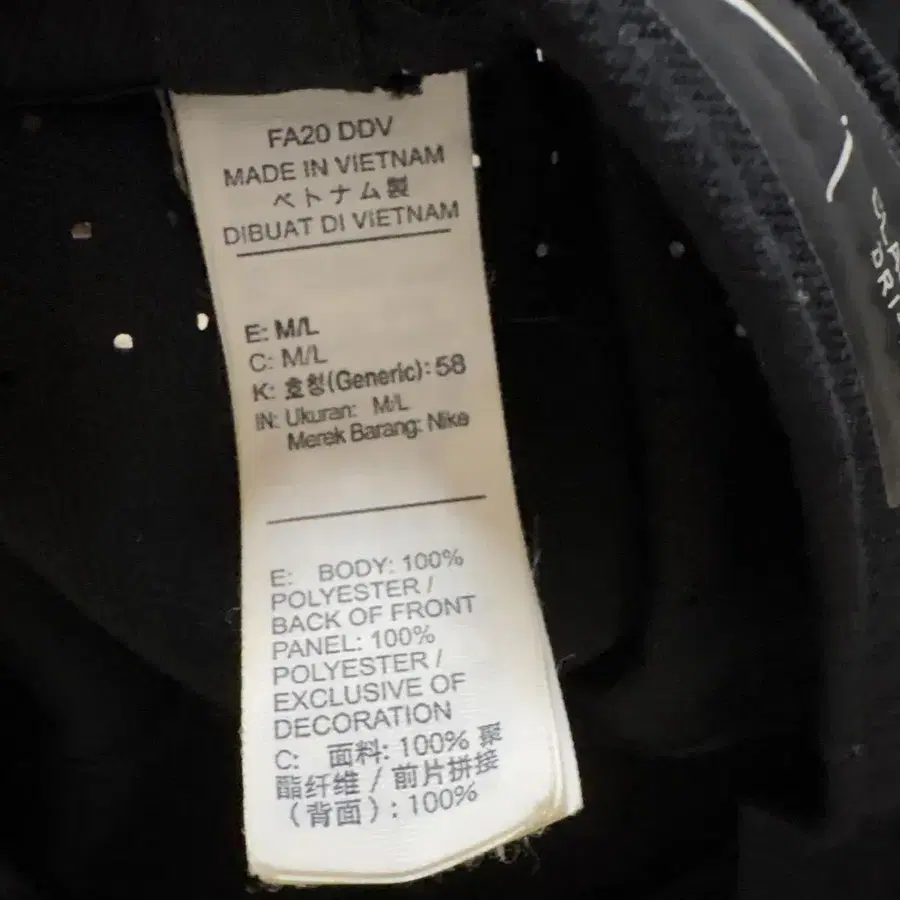 FA20 DDV
MADE IN VIETNAM
ベトナム製
DIBUAT DI VIETNAM
E: M/L
C: M/L
K: 호칭(Generic): 58
IN: Ukuran: M/L
Merek Barang: Nike
E: BODY: 100%
POLYESTER /
BACK OF FRONT
PANEL: 100%
POLYESTER /
EXCLUSIVE OF
DECORATION
C: 面料: 100% 聚
酯纤维 / 前片拼接
(背面) : 100%